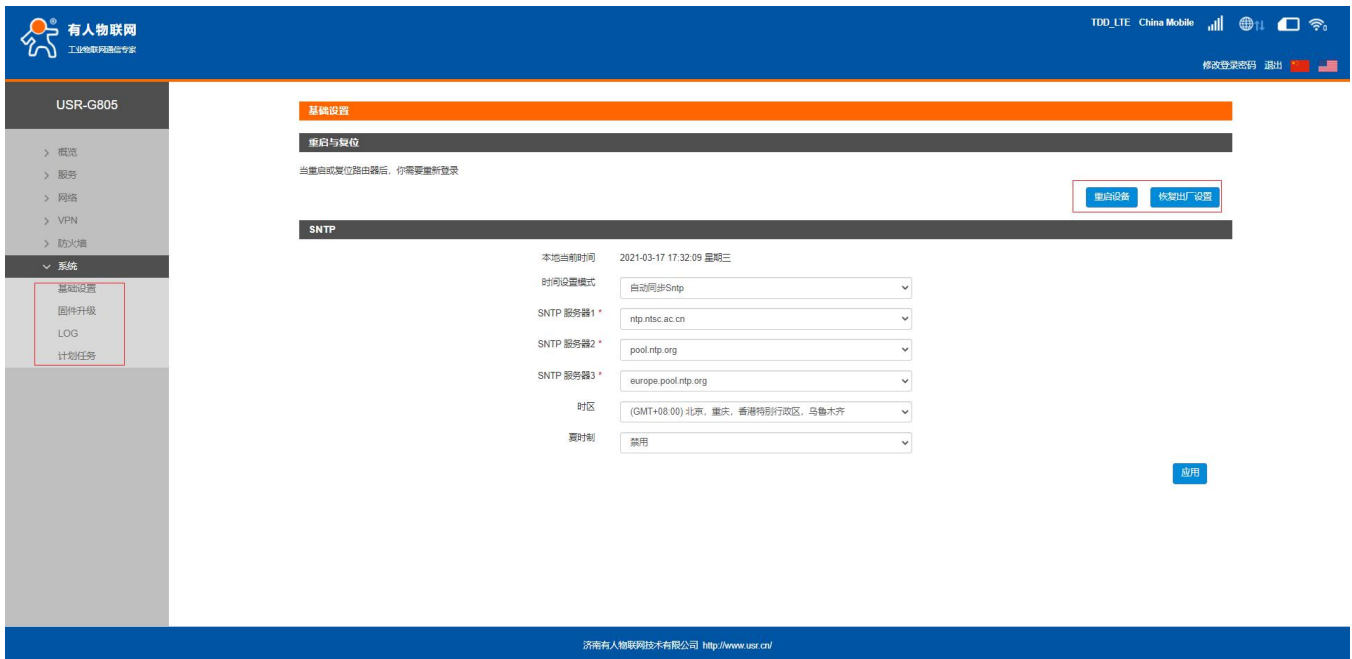 有人物联网
工业物联网通信专家
TDD_LTE China Mobile
修改登录密码 退出
USR-G805
概览
服务
网络
VPN
防火墙
系统
基础设置
固件升级
LOG
计划任务
基础设置
重启与复位
当重启或复位路由器后，你需要重新登录
重启设备 恢复出厂设置
SNTP
本地当前时间 2021-03-17 17:32:09 星期三
时间设置模式 自动同步Sntp
SNTP 服务器1 * ntp.ntsc.ac.cn
SNTP 服务器2 * pool.ntp.org
SNTP 服务器3 * europe.pool.ntp.org
时区 (GMT+08:00) 北京，重庆，香港特别行政区，乌鲁木齐
夏时制 禁用
应用
济南有人物联网技术有限公司 http://www.usr.cn/